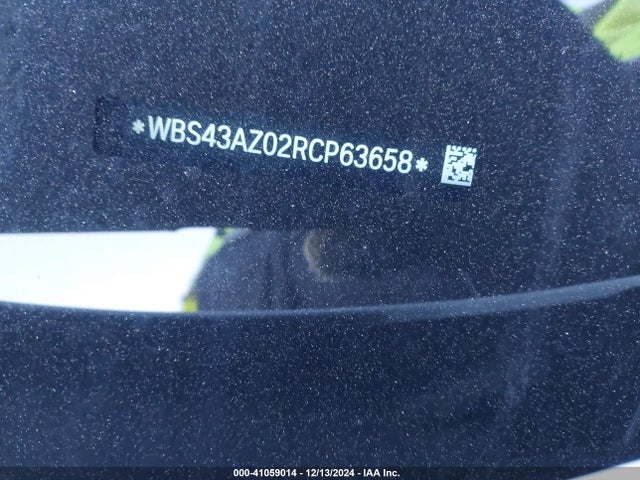 *WBS43AZ02RCP63658*
000-41059014 - 12/13/2024 - IAA Inc.